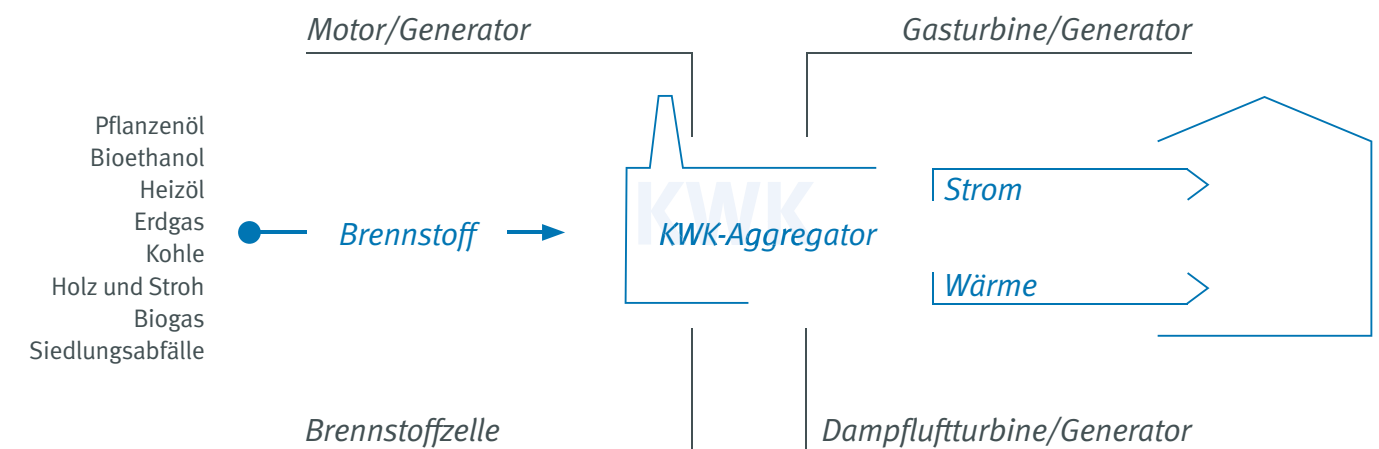 Motor/Generator
Gasturbine/Generator
Pflanzenöl
Bioethanol
Heizöl
Erdgas
Kohle
Holz und Stroh
Biogas
Siedlungsabfälle
Brennstoff
KWK
KWK-Aggregator
Strom
Wärme
Brennstoffzelle
Dampfluftturbine/Generator